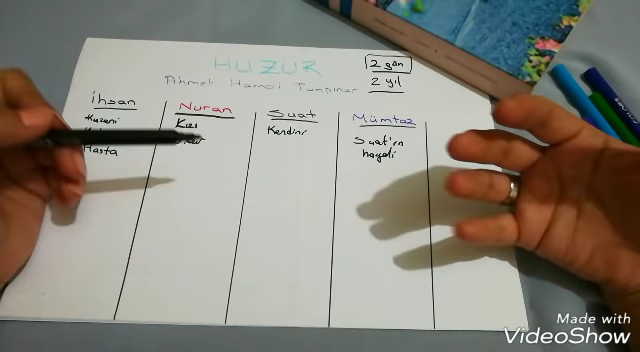 HUZUR
2 gün
Ahmet Hamdi Tanpınar
2 yıl
İhsan
Kuzeni
Hasta
Nuran
Kızı
Suat
Kendini
Mümtaz
Suat'ın
hayali
Made with
VideoShow